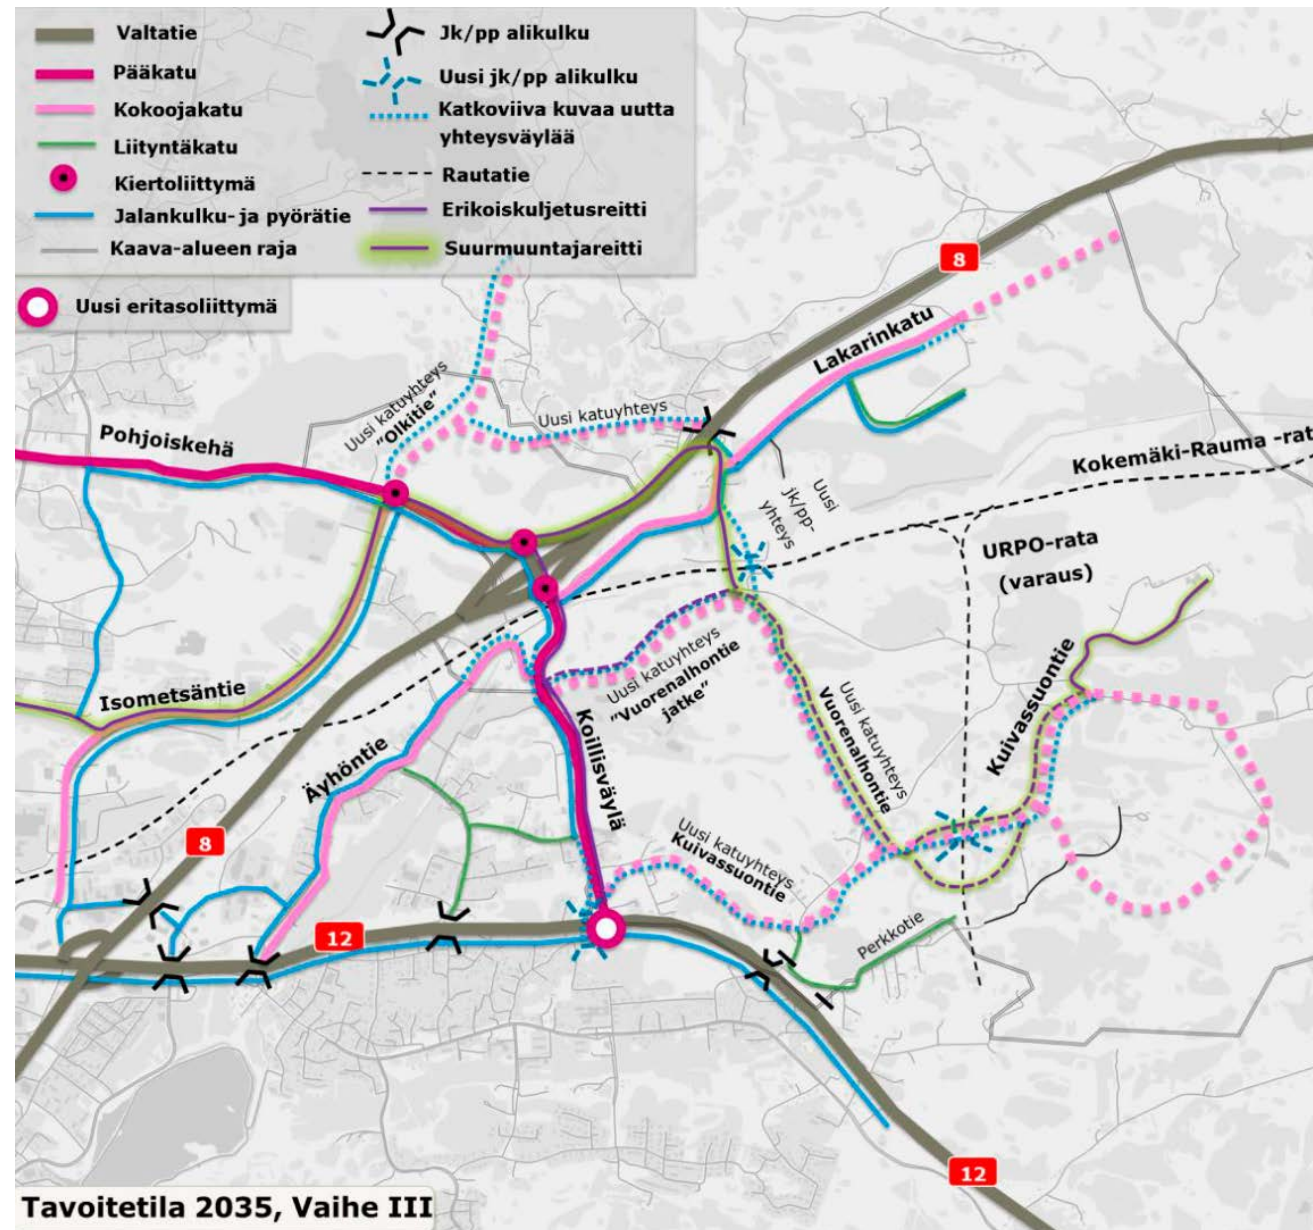 Valtatie
Pääkatu
Kokoojakatu
Liityntäkatu
Kiertoliittymä
Jalankulku- ja pyörätie
Kaava-alueen raja
Jk/pp alikulku
Uusi jk/pp alikulku
Katkoviiva kuvaa uutta
yhteysväylää
Rautatie
Erikoiskuljetusreitti
Suurmuuntajareitti
Uusi eritasoliittymä
8
Lakarinkatu
Uusi katuyhteys
"Olkitie"
Uusi katuyhteys
Pohjoiskehä
Kokemäki-Rauma -rat
Uusi
jk/pp-
yhteys
URPO-rata
(varaus)
Isometsäntie
Uusi katuyhteys
"Vuorenalhontie
jatke"
Uusi katuyhteys
Vuorenalhontie
Kuivassuontie
Äyhöntie
Koillisväylä
8
Uusi katuyhteys
Kuivassuontie
12
Perkkotie
12
Tavoitetila 2035, Vaihe III